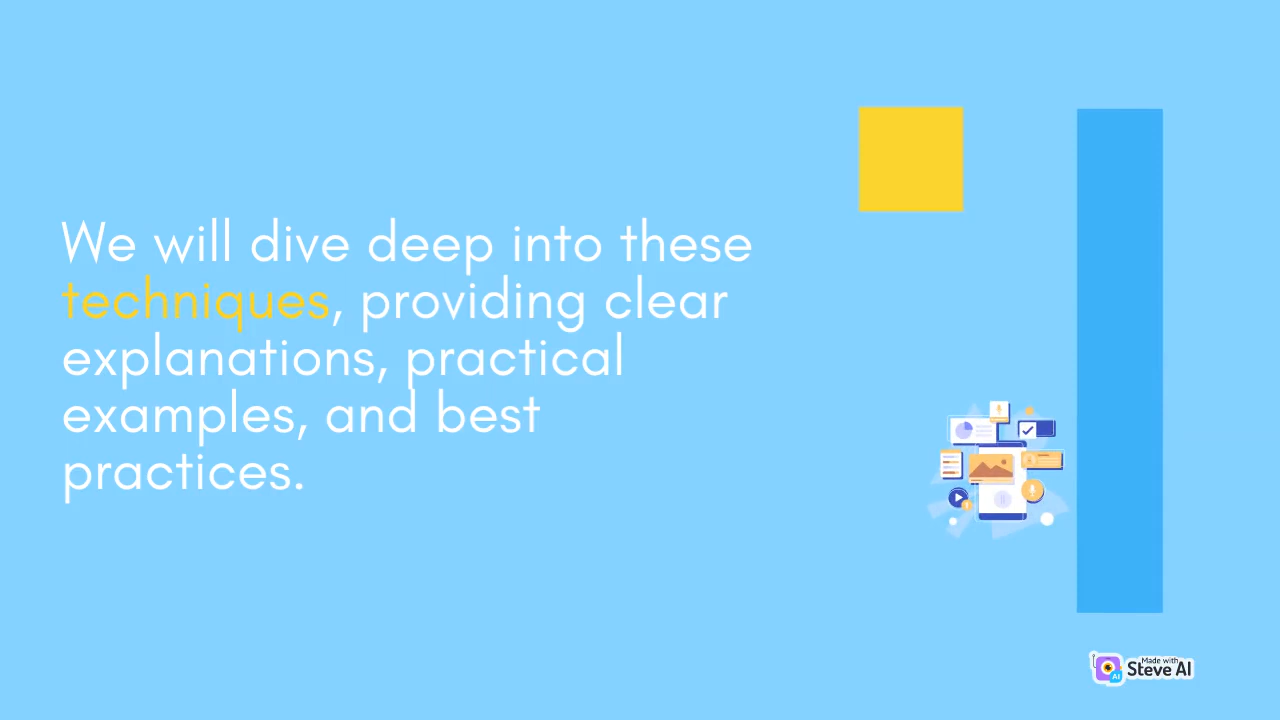 We will dive deep into these
techniques, providing clear
explanations, practical
examples, and best
practices.
Made with
Steve AI
AI